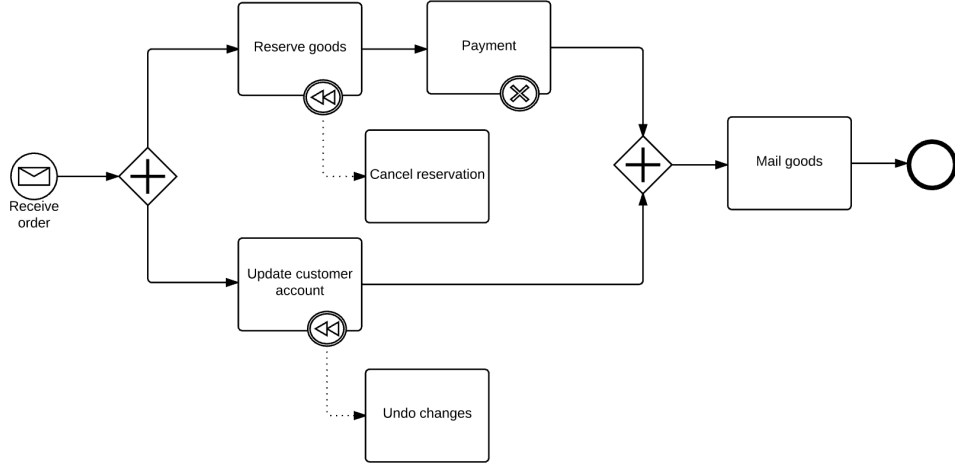 Reserve goods
Payment
Cancel reservation
Mail goods
Receive
order
Update customer
account
Undo changes